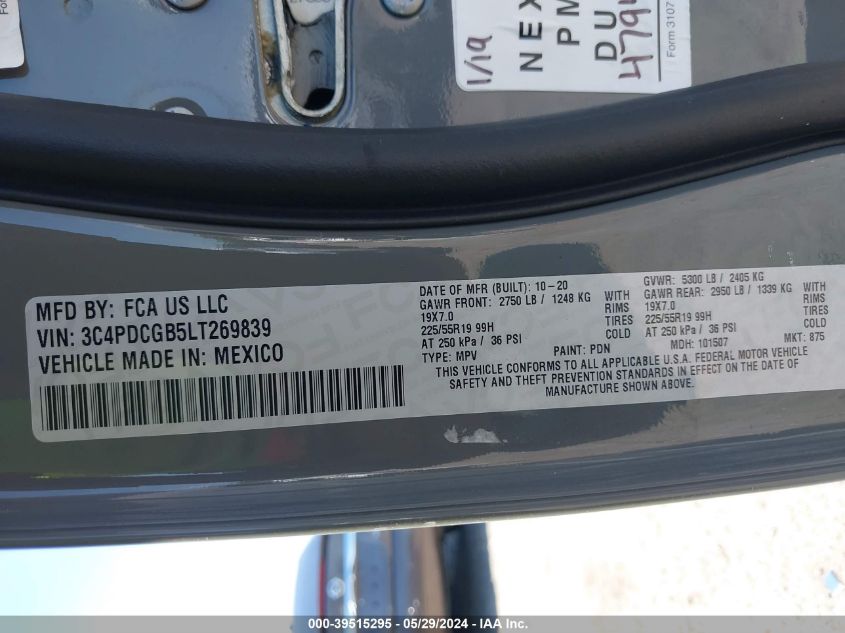 NEX
PM
DU
4794
1/19
Form 3107
Fo
MFD BY: FCA US LLC
VIN: 3C4PDCGB5LT269839
VEHICLE MADE IN: MEXICO
DATE OF MFR (BUILT): 10-20 GVWR: 5300 LB / 2405 KG
GAWR FRONT: 2750 LB / 1248 KG WITH GAWR REAR: 2950 LB / 1339 KG WITH
19X7.0 RIMS 19X7.0 RIMS
225/55R19 99H TIRES 225/55R19 99H TIRES
AT 250 kPa / 36 PSI COLD AT 250 kPa / 36 PSI COLD
TYPE: MPV PAINT: PDN MDH: 101507 MKT: 875
THIS VEHICLE CONFORMS TO ALL APPLICABLE U.S.A. FEDERAL MOTOR VEHICLE
SAFETY AND THEFT PREVENTION STANDARDS IN EFFECT ON THE DATE OF
MANUFACTURE SHOWN ABOVE.
000-39515295 - 05/29/2024 - IAA Inc.